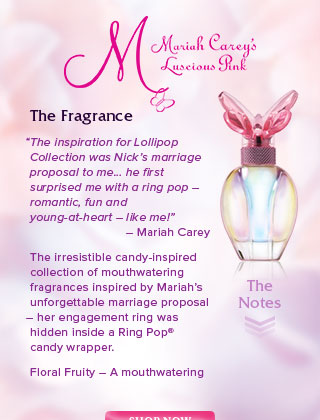 M
Mariah Carey's
Luscious Pink
The Fragrance
“The inspiration for Lollipop
Collection was Nick’s marriage
proposal to me... he first
surprised me with a ring pop –
romantic, fun and
young-at-heart – like me!”
– Mariah Carey
The irresistible candy-inspired
collection of mouthwatering
fragrances inspired by Mariah’s
unforgettable marriage proposal
– her engagement ring was
hidden inside a Ring Pop®
candy wrapper.
Floral Fruity – A mouthwatering
The
Notes
SHOP NOW